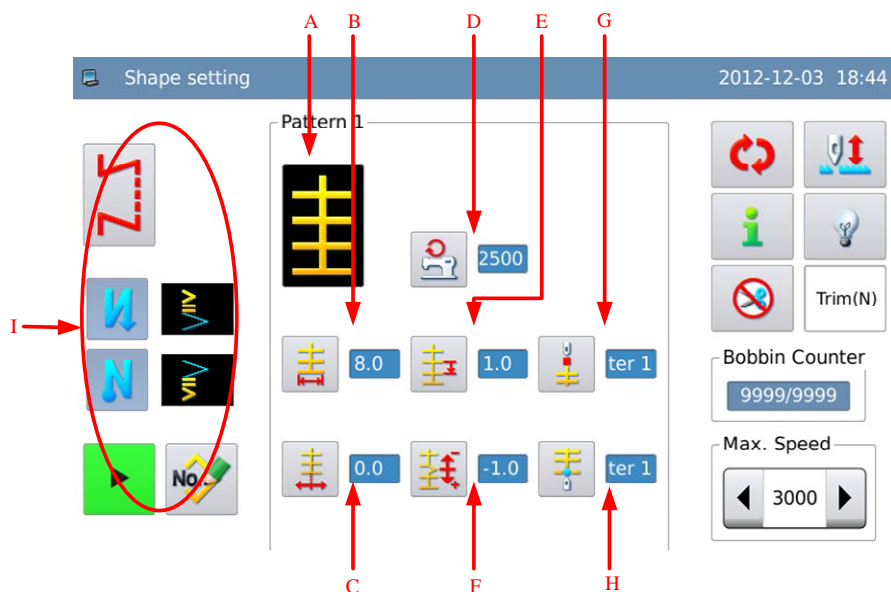 A B D E G
Shape setting 2012-12-03 18:44
Pattern 1
2500
Trim(N)
I
8.0 1.0 ter 1
Bobbin Counter
9999/9999
No.
0.0 -1.0 ter 1
Max. Speed
3000
C F H